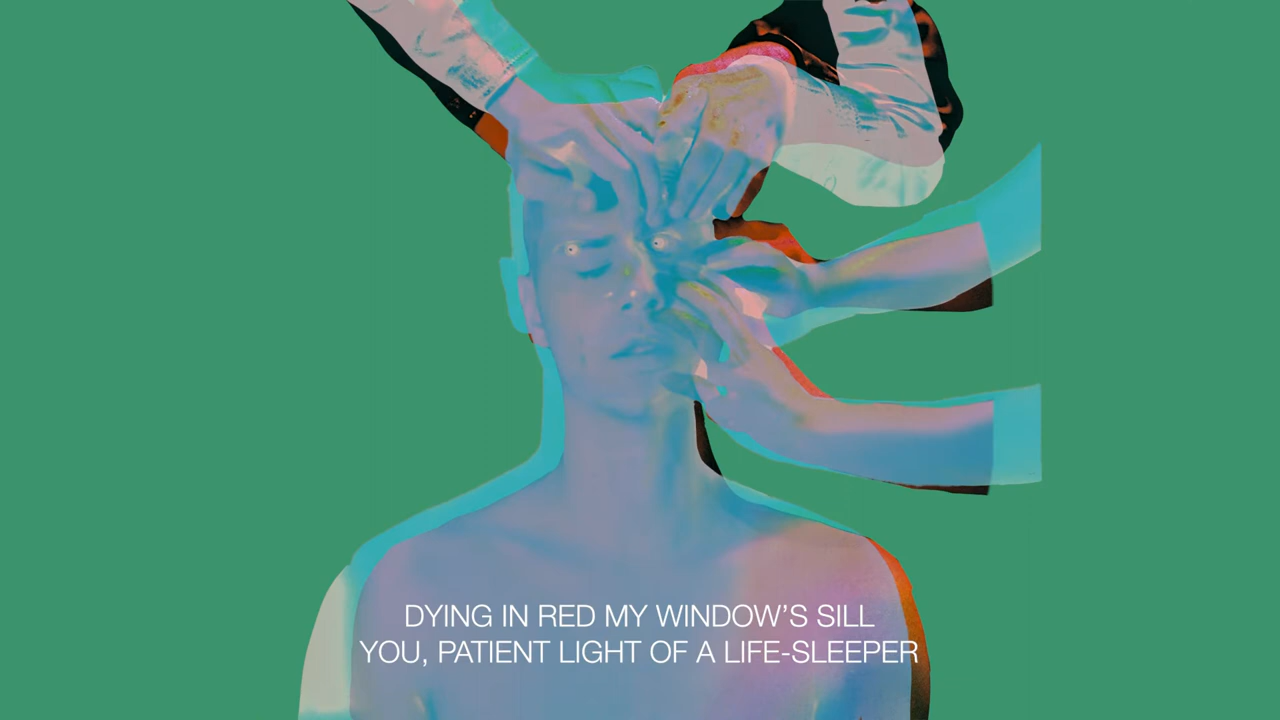 DYING IN RED MY WINDOW’S SILL
YOU, PATIENT LIGHT OF A LIFE-SLEEPER